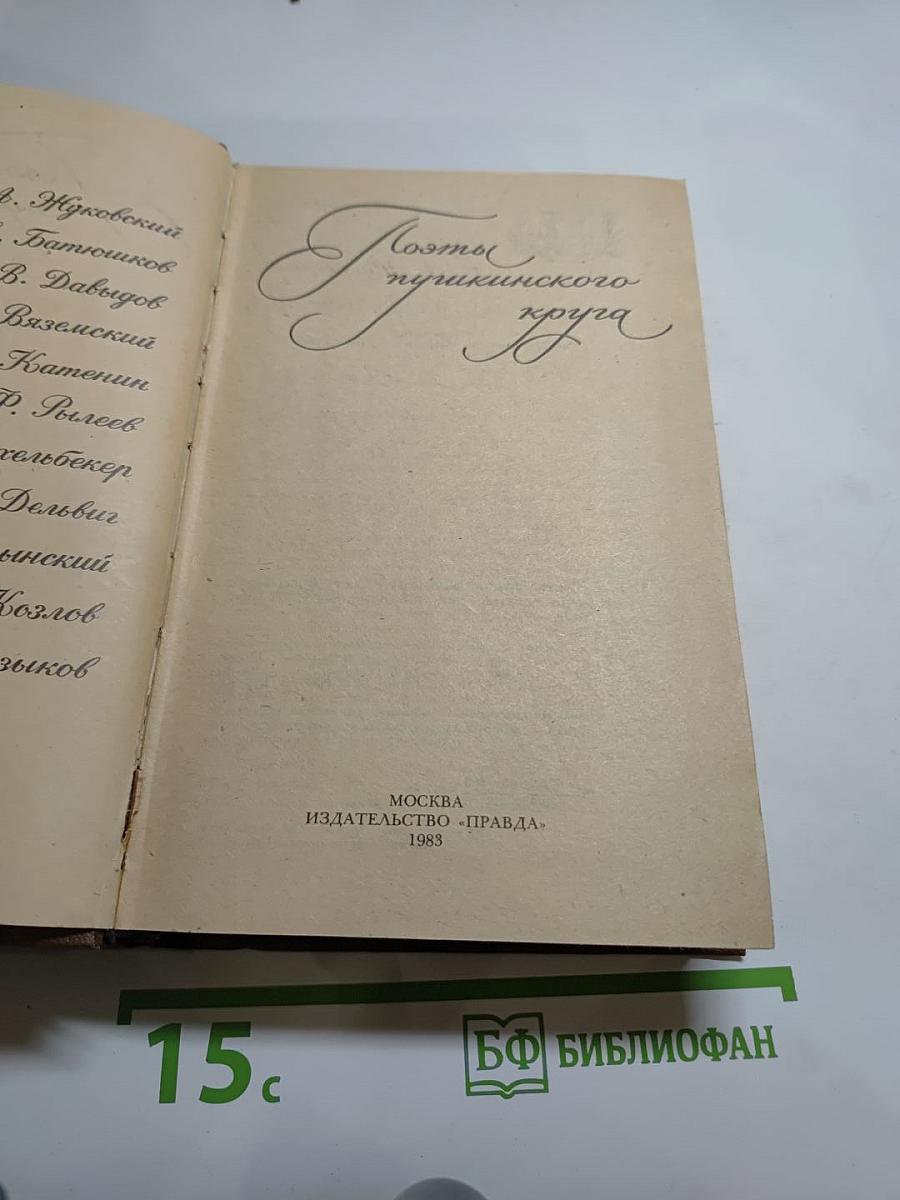 А. Жуковский
Батюшков
В. Давыдов
Вяземский
Катенин
Ф. Рылеев
хельбекер
Дельвиг
ынский
Козлов
зыков
Поэты
пушкинского
круга
МОСКВА
ИЗДАТЕЛЬСТВО «ПРАВДА»
1983
15 с
БФ БИБЛИОФАН